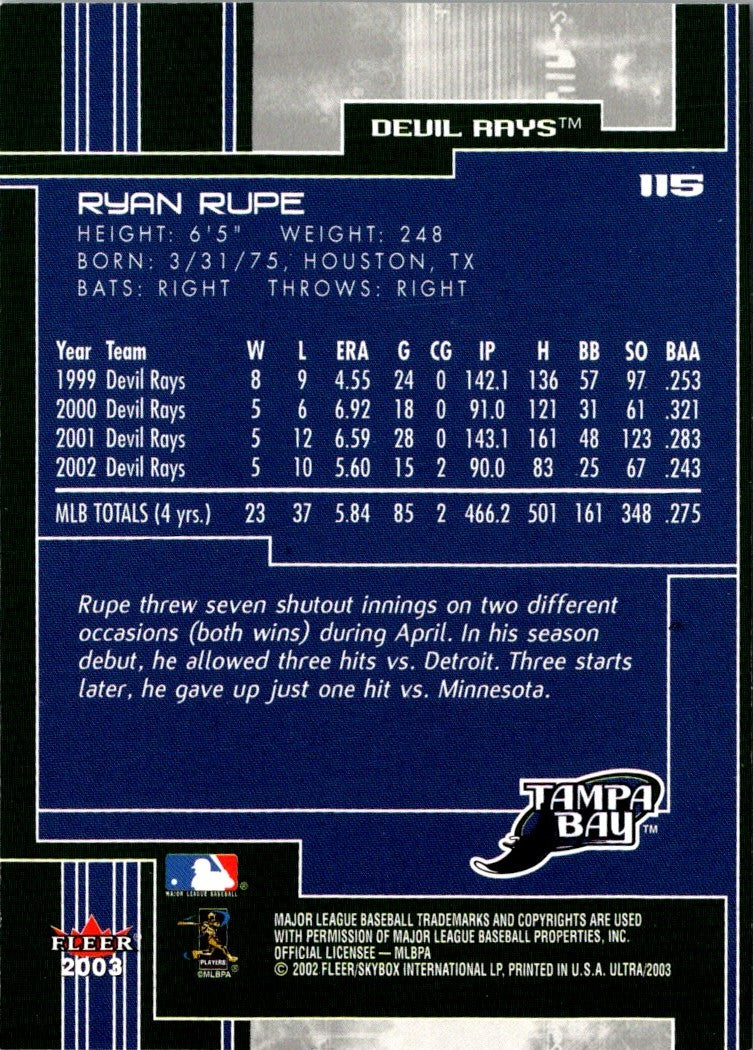 DEVIL RAYS™
115
RYAN RUPE
HEIGHT: 6'5" WEIGHT: 248
BORN: 3/31/75, HOUSTON, TX
BATS: RIGHT THROWS: RIGHT
Year Team W L ERA G CG IP H BB SO BAA
1999 Devil Rays 8 9 4.55 24 0 142.1 136 57 97 .253
2000 Devil Rays 5 6 6.92 18 0 91.0 121 31 61 .321
2001 Devil Rays 5 12 6.59 28 0 143.1 161 48 123 .283
2002 Devil Rays 5 10 5.60 15 2 90.0 83 25 67 .243
MLB TOTALS (4 yrs.) 23 37 5.84 85 2 466.2 501 161 348 .275
Rupe threw seven shutout innings on two different
occasions (both wins) during April. In his season
debut, he allowed three hits vs. Detroit. Three starts
later, he gave up just one hit vs. Minnesota.
TAMPA
BAY™
MAJOR LEAGUE BASEBALL®
FLEER
2003
PLAYERS
©MLBPA
MAJOR LEAGUE BASEBALL TRADEMARKS AND COPYRIGHTS ARE USED
WITH PERMISSION OF MAJOR LEAGUE BASEBALL PROPERTIES, INC.
OFFICIAL LICENSEE — MLBPA
© 2002 FLEER/SKYBOX INTERNATIONAL LP, PRINTED IN U.S.A. ULTRA/2003